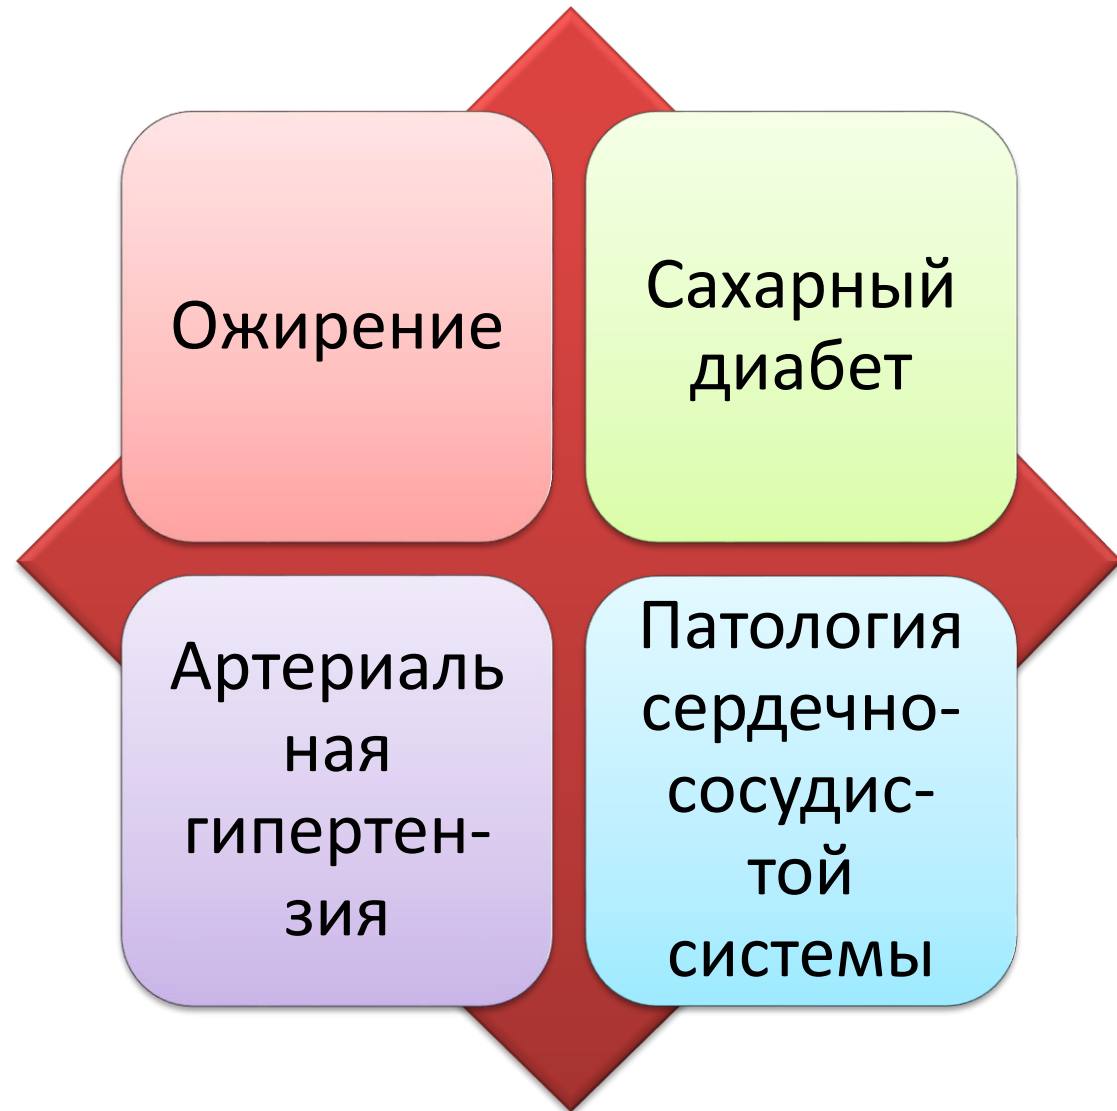 Ожирение
Сахарный
диабет
Артериаль
ная
гипертен-
зия
Патология
сердечно-
сосудис-
той
системы